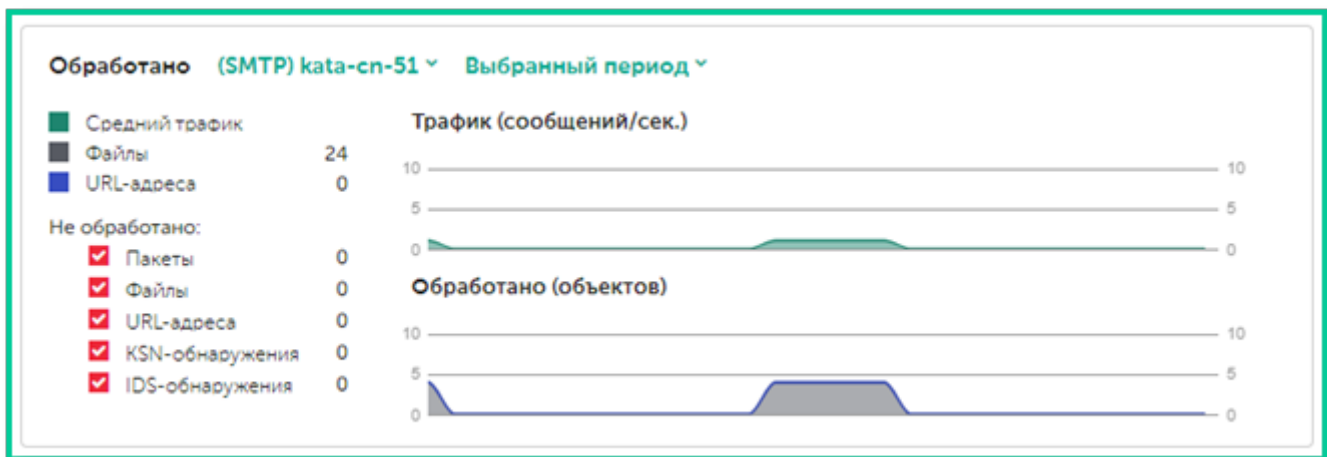 Обработано (SMTP) kata-cn-51 Выбранный период
Средний трафик
Файлы 24
URL-адреса 0
Не обработано:
Пакеты 0
Файлы 0
URL-адреса 0
KSN-обнаружения 0
IDS-обнаружения 0
Трафик (сообщений/сек.)
10 10
5 5
0 0
Обработано (объектов)
10 10
5 5
0 0